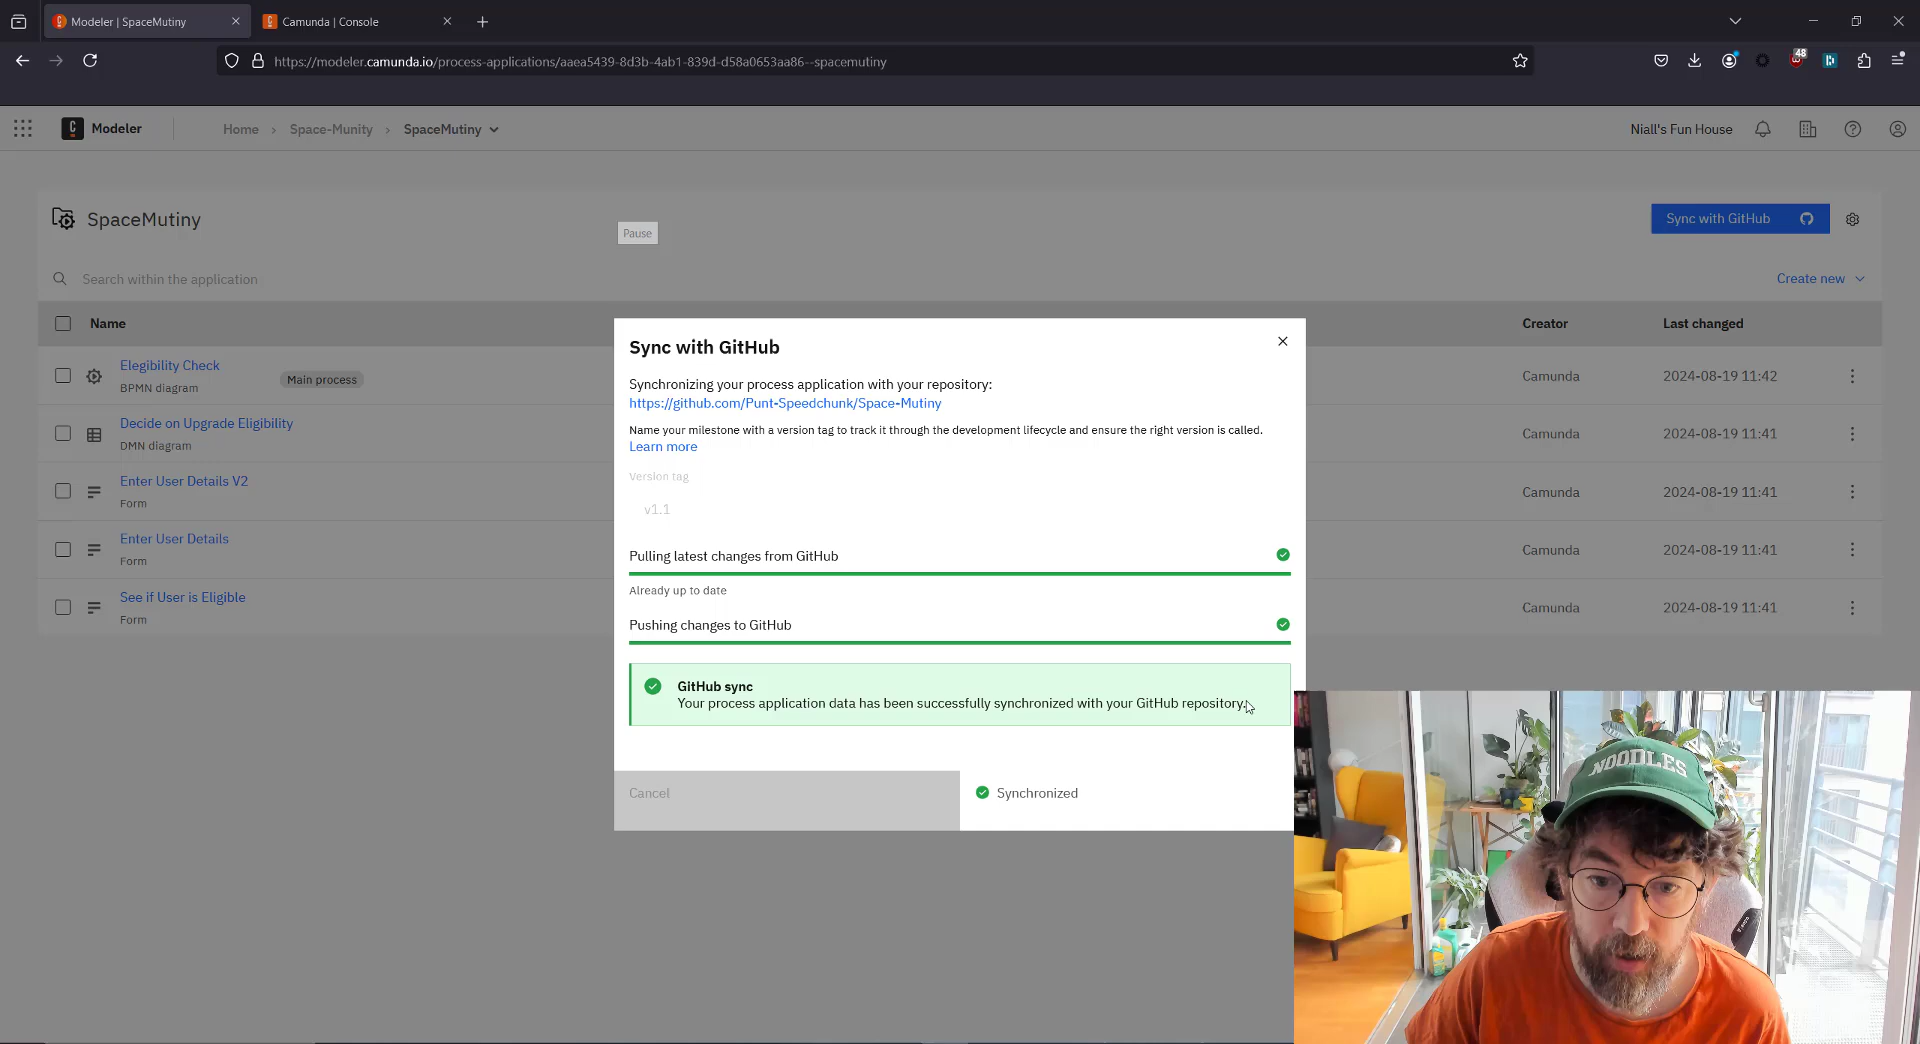 Modeler | SpaceMutiny
Camunda | Console
https://modeler.camunda.io/process-applications/aaea5439-8d3b-4ab1-839d-d58a0653aa86--spacemutiny
48
Modeler
Home
Space-Munity
SpaceMutiny
Niall's Fun House
SpaceMutiny
Pause
Sync with GitHub
Search within the application
Create new
Name
Creator
Last changed
Elegibility Check
BPMN diagram
Main process
Camunda
2024-08-19 11:42
Decide on Upgrade Eligibility
DMN diagram
Camunda
2024-08-19 11:41
Enter User Details V2
Form
Camunda
2024-08-19 11:41
Enter User Details
Form
Camunda
2024-08-19 11:41
See if User is Eligible
Form
Camunda
2024-08-19 11:41
Sync with GitHub
Synchronizing your process application with your repository:
https://github.com/Punt-Speedchunk/Space-Mutiny
Name your milestone with a version tag to track it through the development lifecycle and ensure the right version is called.
Learn more
Version tag
v1.1
Pulling latest changes from GitHub
Already up to date
Pushing changes to GitHub
GitHub sync
Your process application data has been successfully synchronized with your GitHub repository.
Cancel
Synchronized
NOODLES